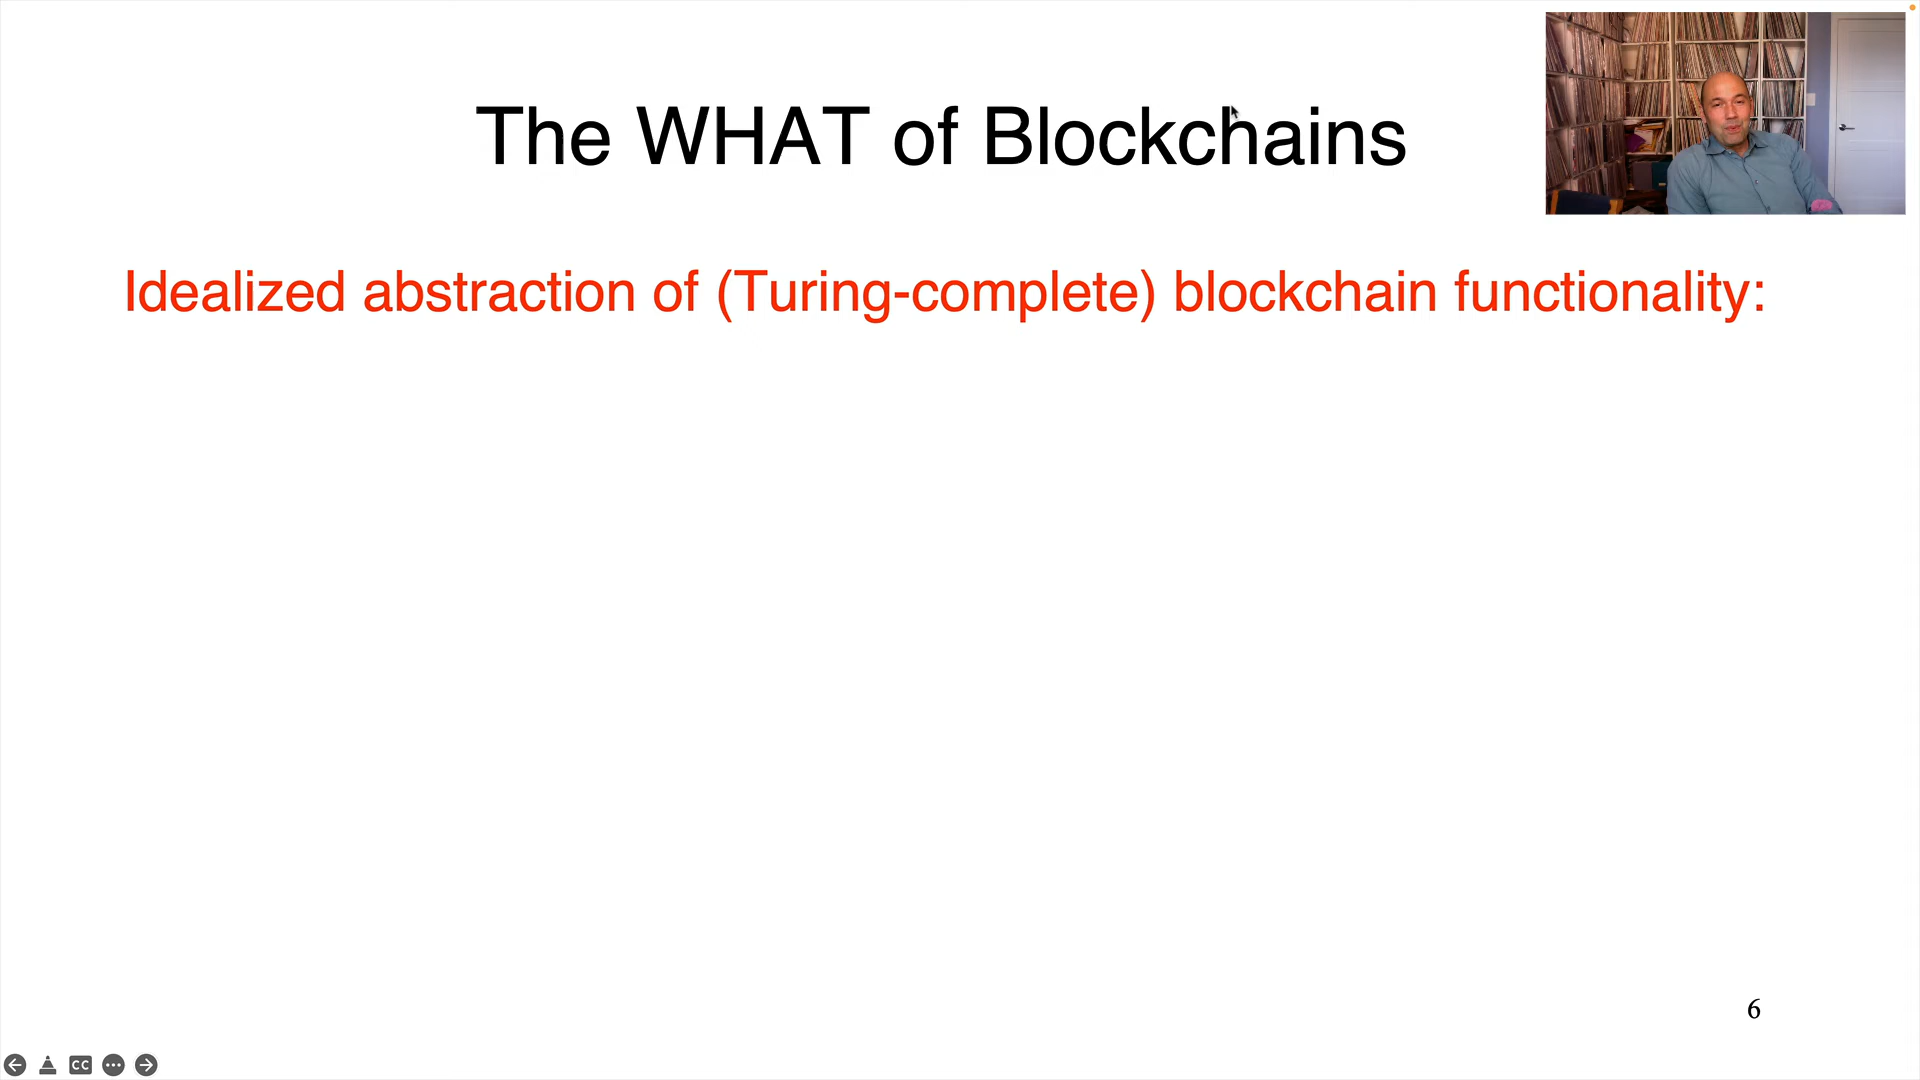 The WHAT of Blockchains
Idealized abstraction of (Turing-complete) blockchain functionality:
6
CC